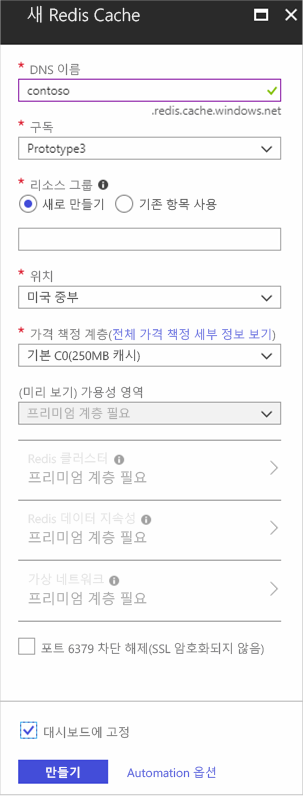 새 Redis Cache
* DNS 이름
contoso
.redis.cache.windows.net
* 구독
Prototype3
* 리소스 그룹
새로 만들기 기존 항목 사용
* 위치
미국 중부
* 가격 책정 계층(전체 가격 책정 세부 정보 보기)
기본 C0(250MB 캐시)
(미리 보기) 가용성 영역
프리미엄 계층 필요
Redis 클러스터
프리미엄 계층 필요
Redis 데이터 지속성
프리미엄 계층 필요
가상 네트워크
프리미엄 계층 필요
포트 6379 차단 해제(SSL 암호화되지 않음)
대시보드에 고정
만들기 Automation 옵션